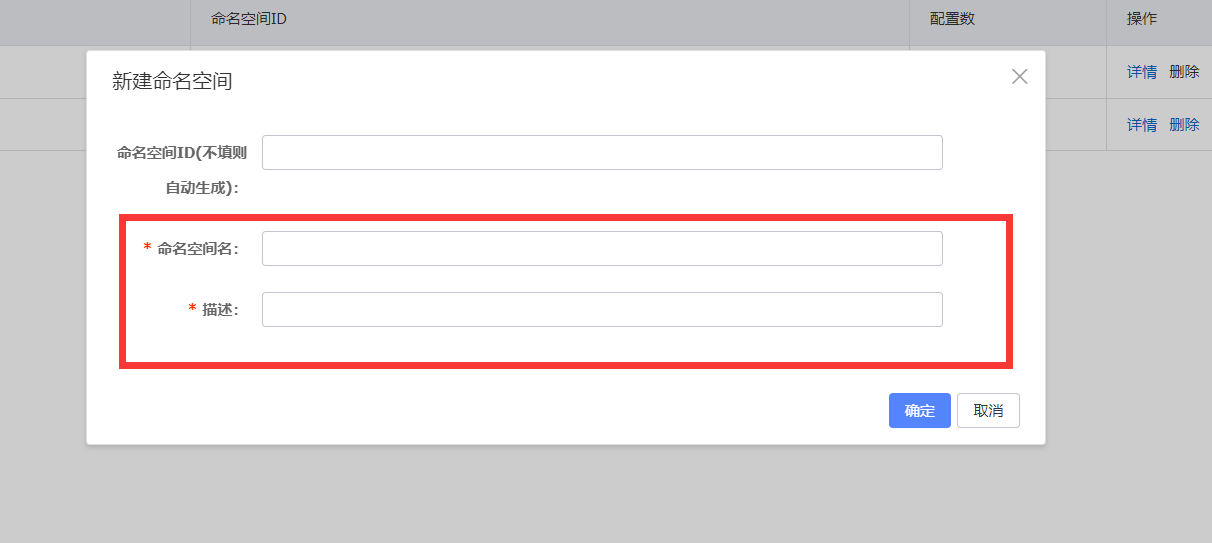 命名空间ID 配置数 操作
新建命名空间
详情 删除
详情 删除
命名空间ID(不填则
自动生成):
* 命名空间名:
* 描述:
确定 取消